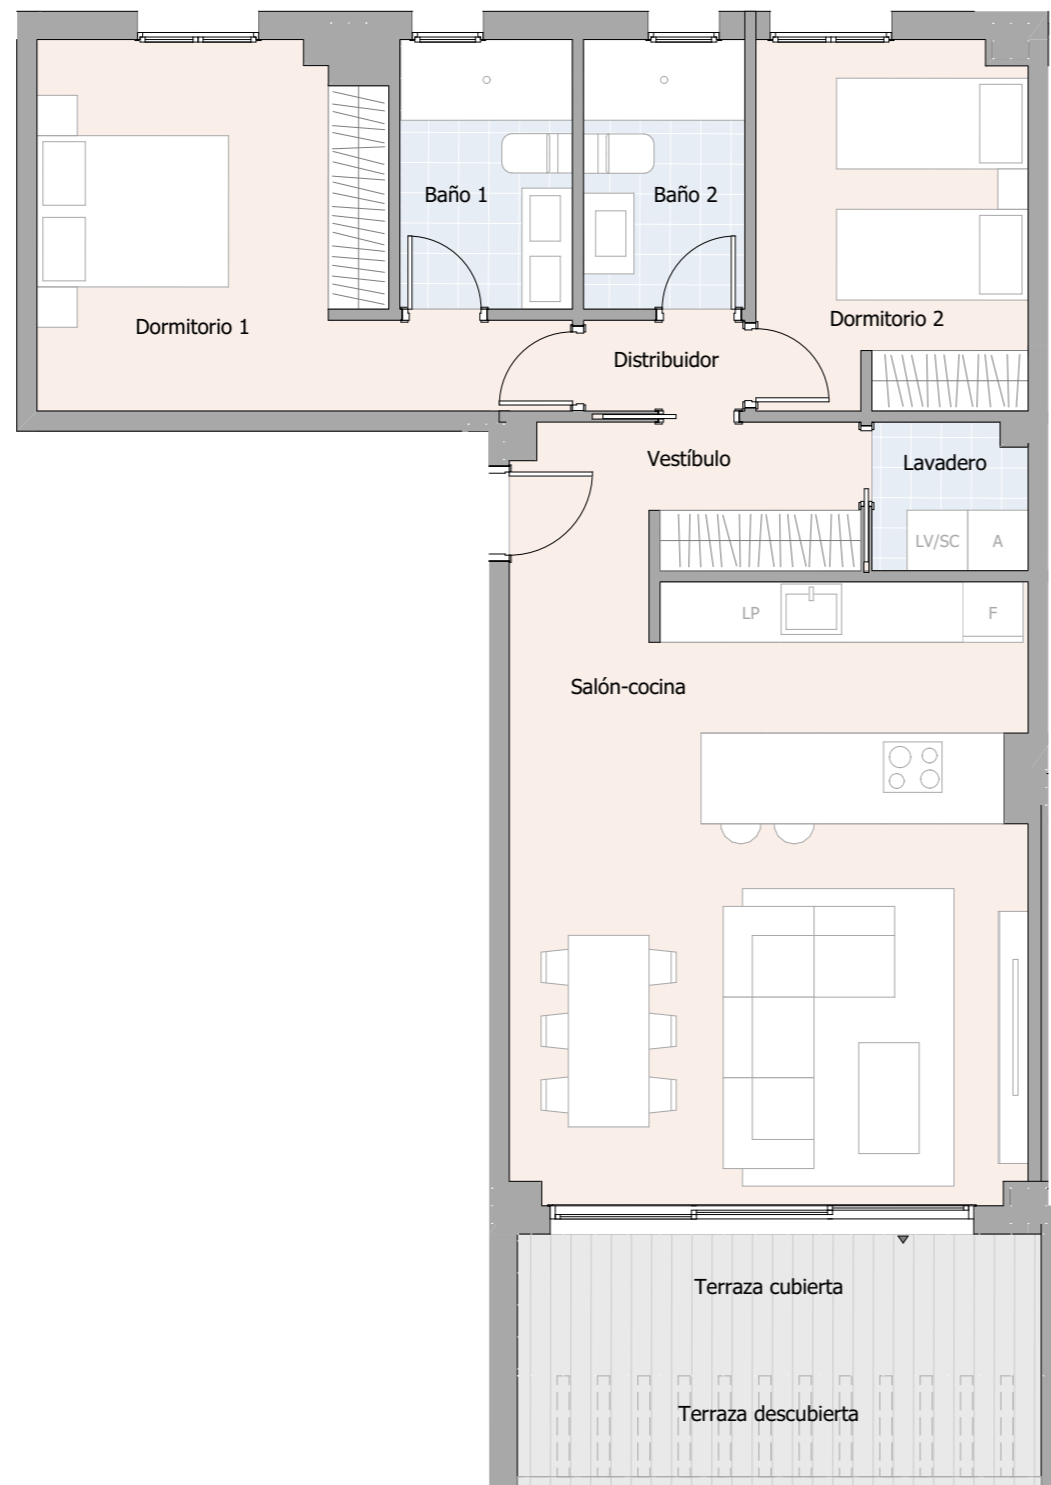 Baño 1
Baño 2
Dormitorio 1
Dormitorio 2
Distribuidor
Vestíbulo
Lavadero
LV/SC
A
LP
F
Salón-cocina
Terraza cubierta
Terraza descubierta